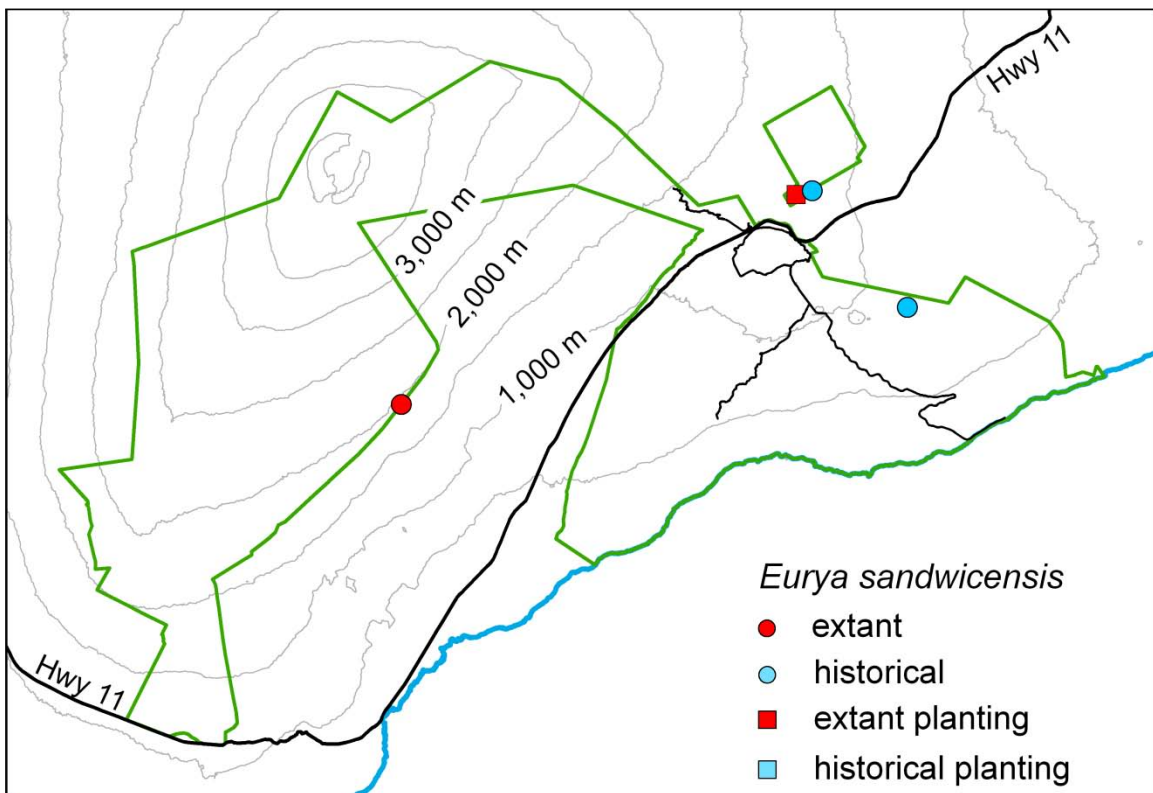 Hwy 11
3,000 m
2,000 m
1,000 m
Hwy 11
Eurya sandwicensis
extant
historical
extant planting
historical planting